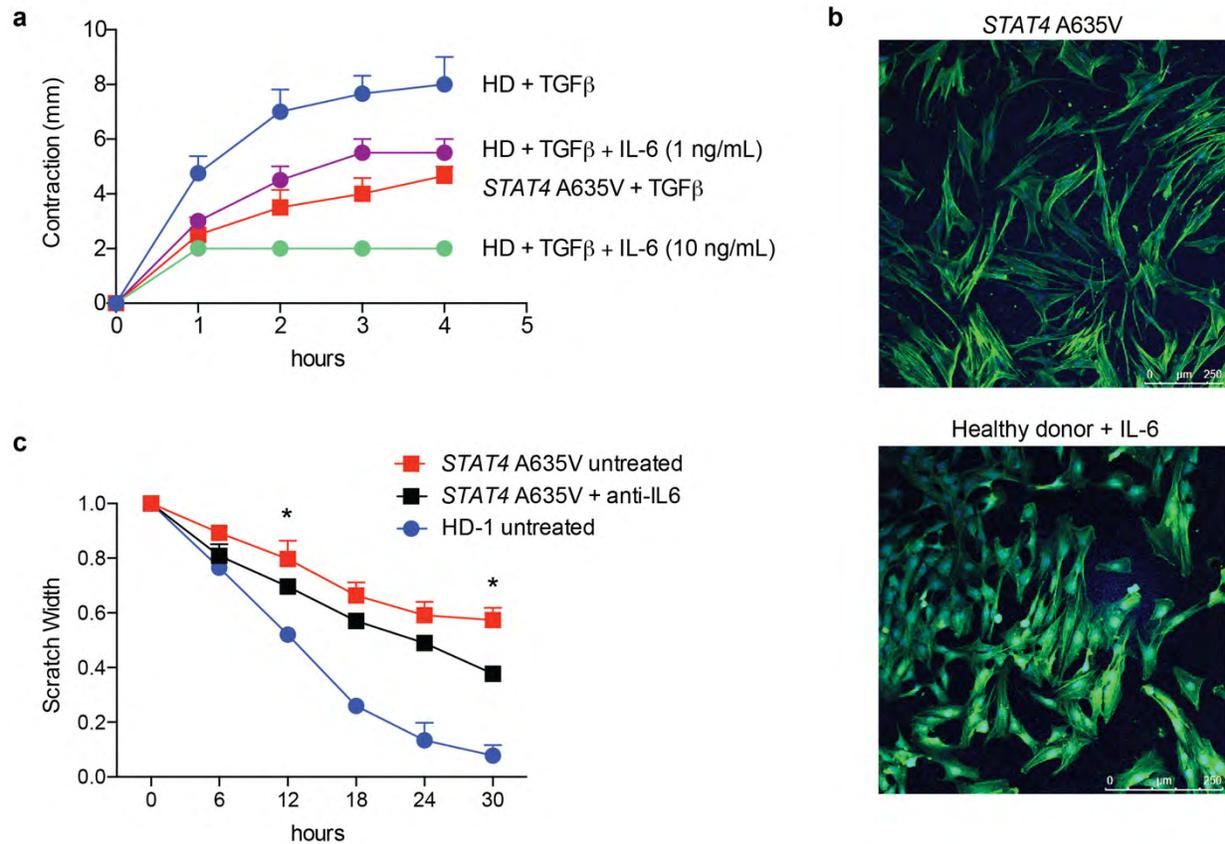 a
Contraction (mm)
10
8
6
4
2
0
0 1 2 3 4 5
hours
HD + TGFβ
HD + TGFβ + IL-6 (1 ng/mL)
STAT4 A635V + TGFβ
HD + TGFβ + IL-6 (10 ng/mL)
b
STAT4 A635V
0 µm 250
Healthy donor + IL-6
0 µm 250
c
STAT4 A635V untreated
STAT4 A635V + anti-IL6
HD-1 untreated
Scratch Width
1.0
0.8
0.6
0.4
0.2
0.0
*
*
0 6 12 18 24 30
hours